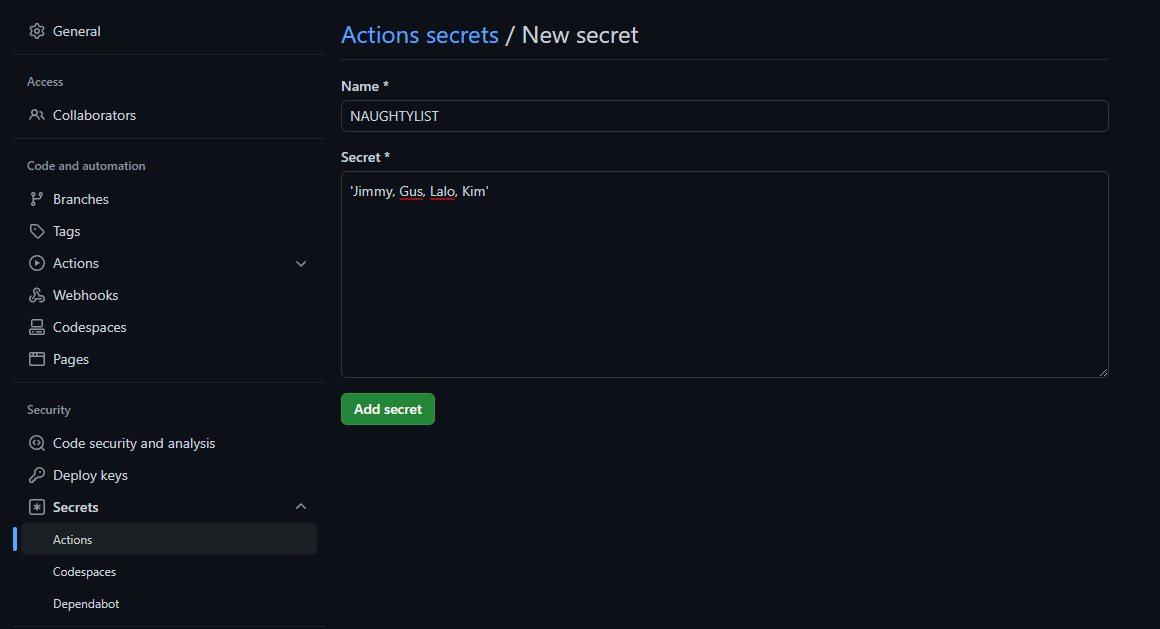 General
Access
Collaborators
Code and automation
Branches
Tags
Actions
Webhooks
Codespaces
Pages
Security
Code security and analysis
Deploy keys
Secrets
Actions
Codespaces
Dependabot
Actions secrets / New secret
Name *
NAUGHTYLIST
Secret *
'Jimmy, Gus, Lalo, Kim'
Add secret